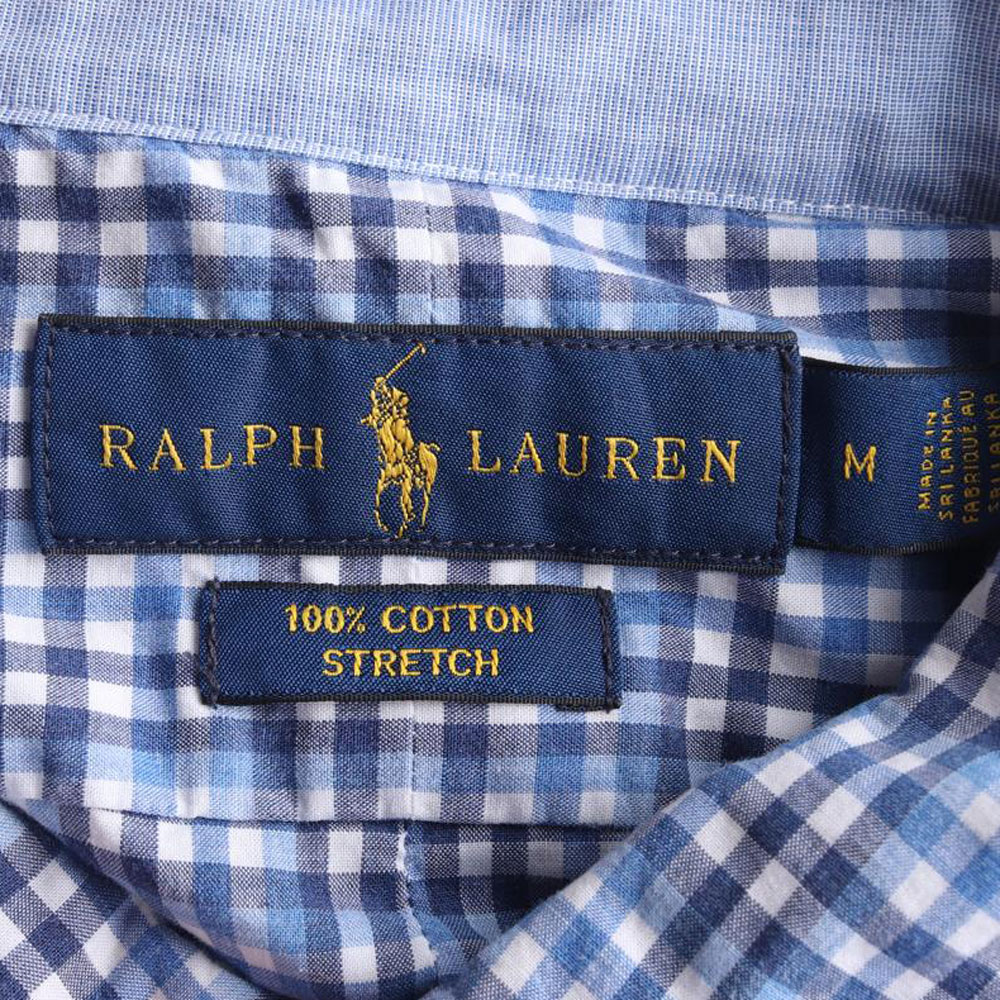 RALPH LAUREN
M
MADE IN
SRI LANKA
FABRIQUÉ AU
SRI LANKA
100% COTTON
STRETCH